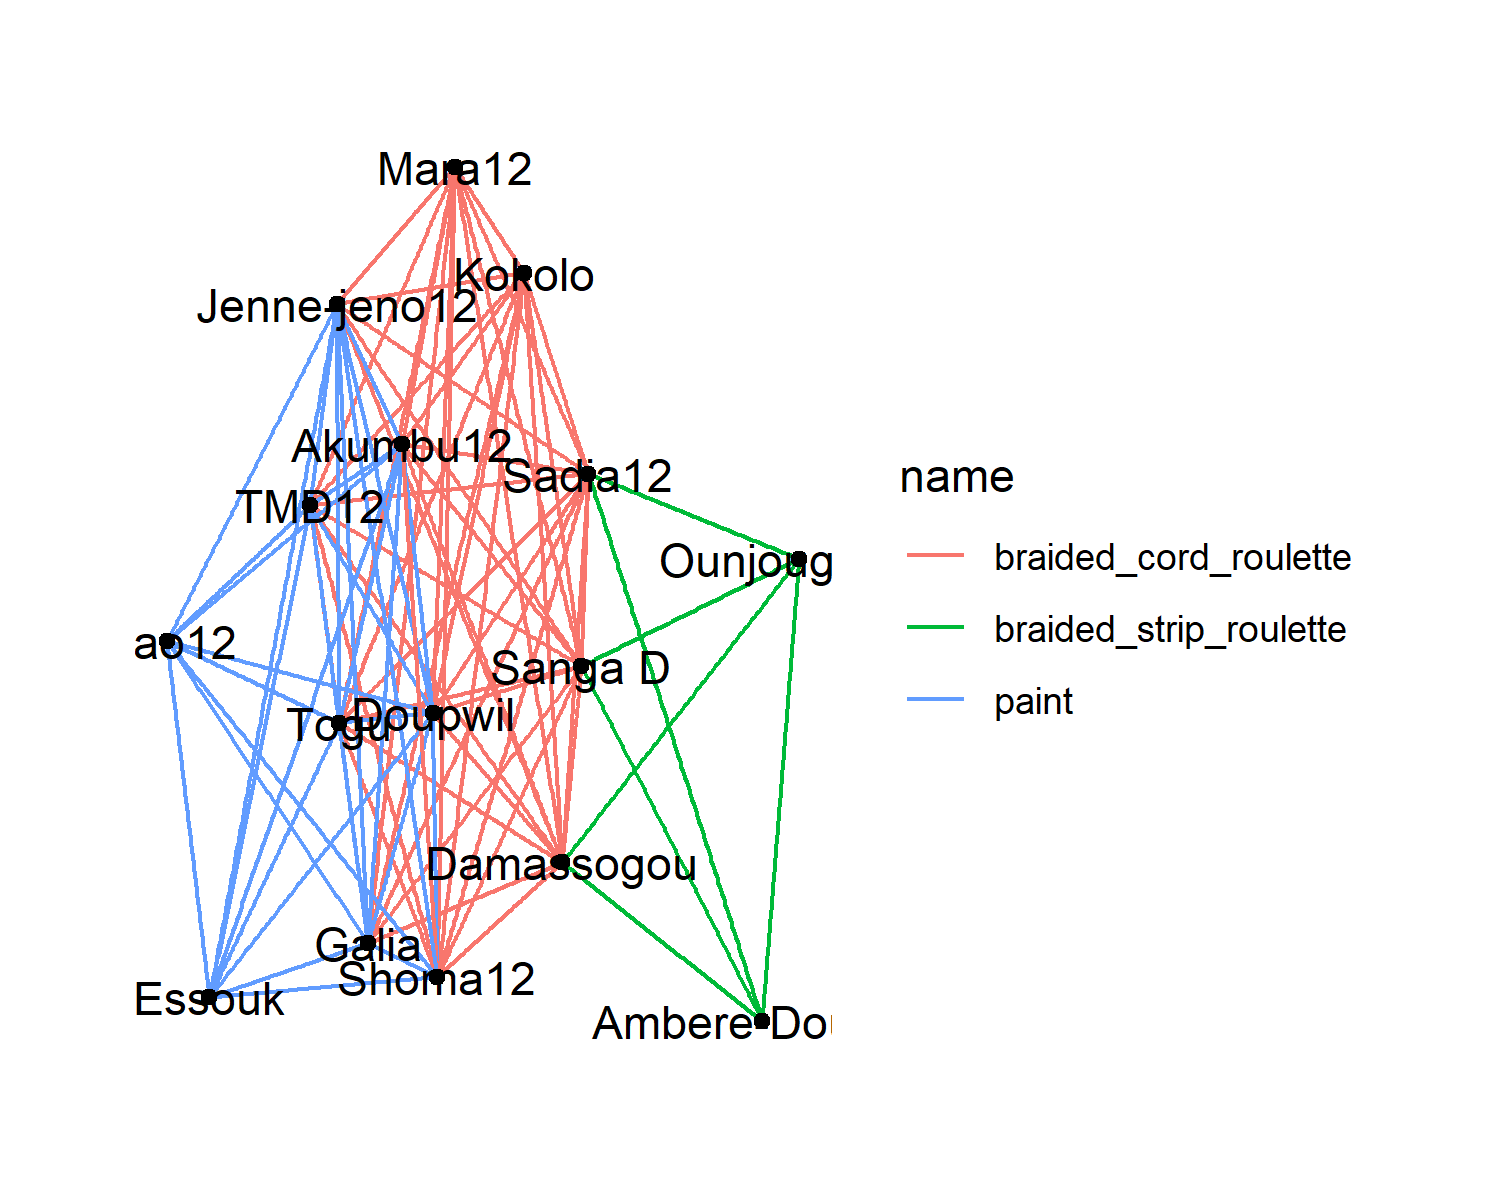 Mara12
Kokolo
Jenne-jeno12
Akumbu12
Sadia12
TMD12
Ounjoug
ao12
Sanga D
Togu
Doupwil
Damassogou
Galia
Shoma12
Essouk
Ambere-Dou
name
braided_cord_roulette
braided_strip_roulette
paint